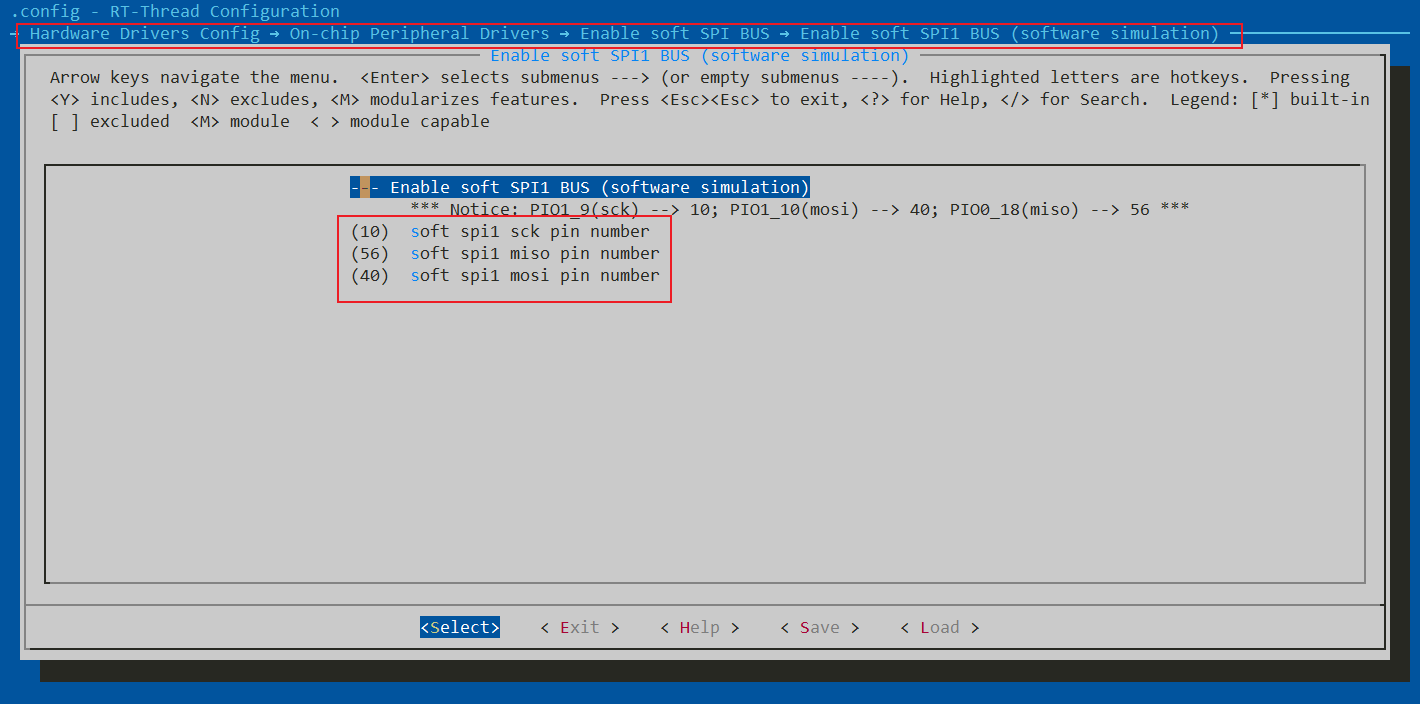 .config - RT-Thread Configuration
→ Hardware Drivers Config → On-chip Peripheral Drivers → Enable soft SPI BUS → Enable soft SPI1 BUS (software simulation)
Enable soft SPI1 BUS (software simulation)
Arrow keys navigate the menu.  <Enter> selects submenus ---> (or empty submenus ----).  Highlighted letters are hotkeys.  Pressing
<Y> includes, <N> excludes, <M> modularizes features.  Press <Esc><Esc> to exit, <?> for Help, </> for Search.  Legend: [*] built-in
[ ] excluded  <M> module  < > module capable
--- Enable soft SPI1 BUS (software simulation)
*** Notice: PIO1_9(sck) --> 10; PIO1_10(mosi) --> 40; PIO0_18(miso) --> 56 ***
(10)  soft spi1 sck pin number
(56)  soft spi1 miso pin number
(40)  soft spi1 mosi pin number
<Select>    < Exit >    < Help >    < Save >    < Load >